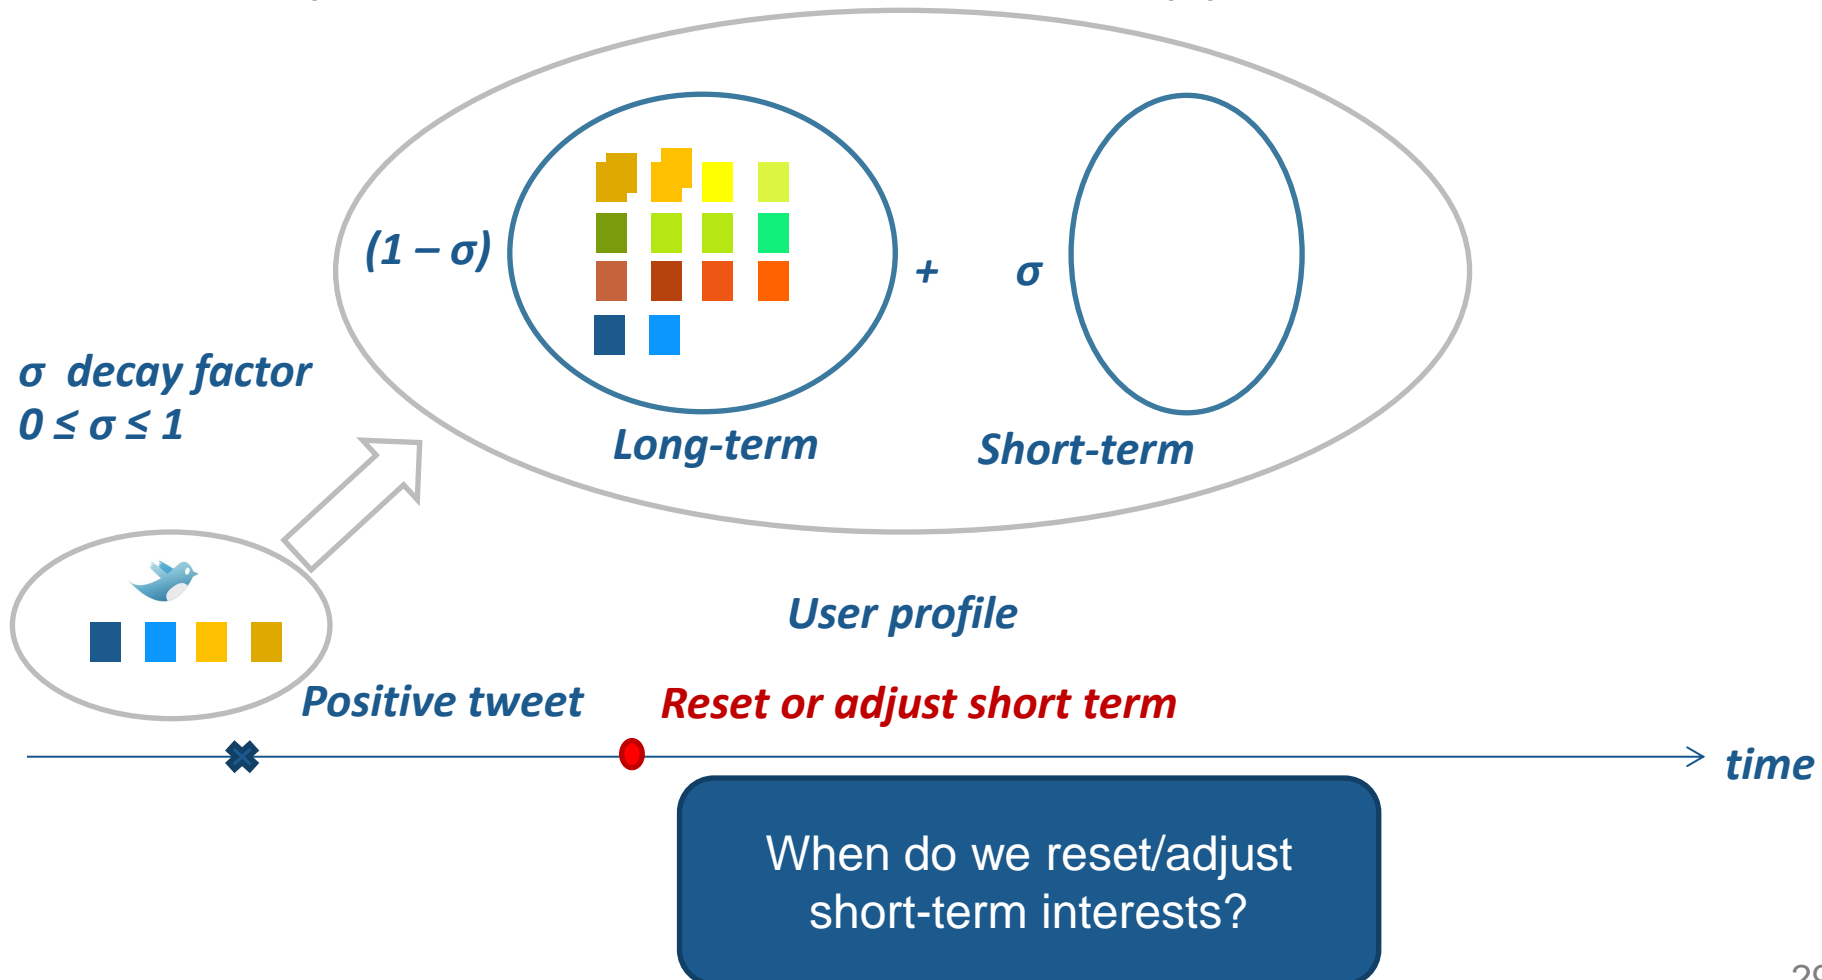 (1 – σ)
+ σ
σ decay factor
0 ≤ σ ≤ 1
Long-term
Short-term
User profile
Positive tweet
Reset or adjust short term
time
When do we reset/adjust
short-term interests?
29